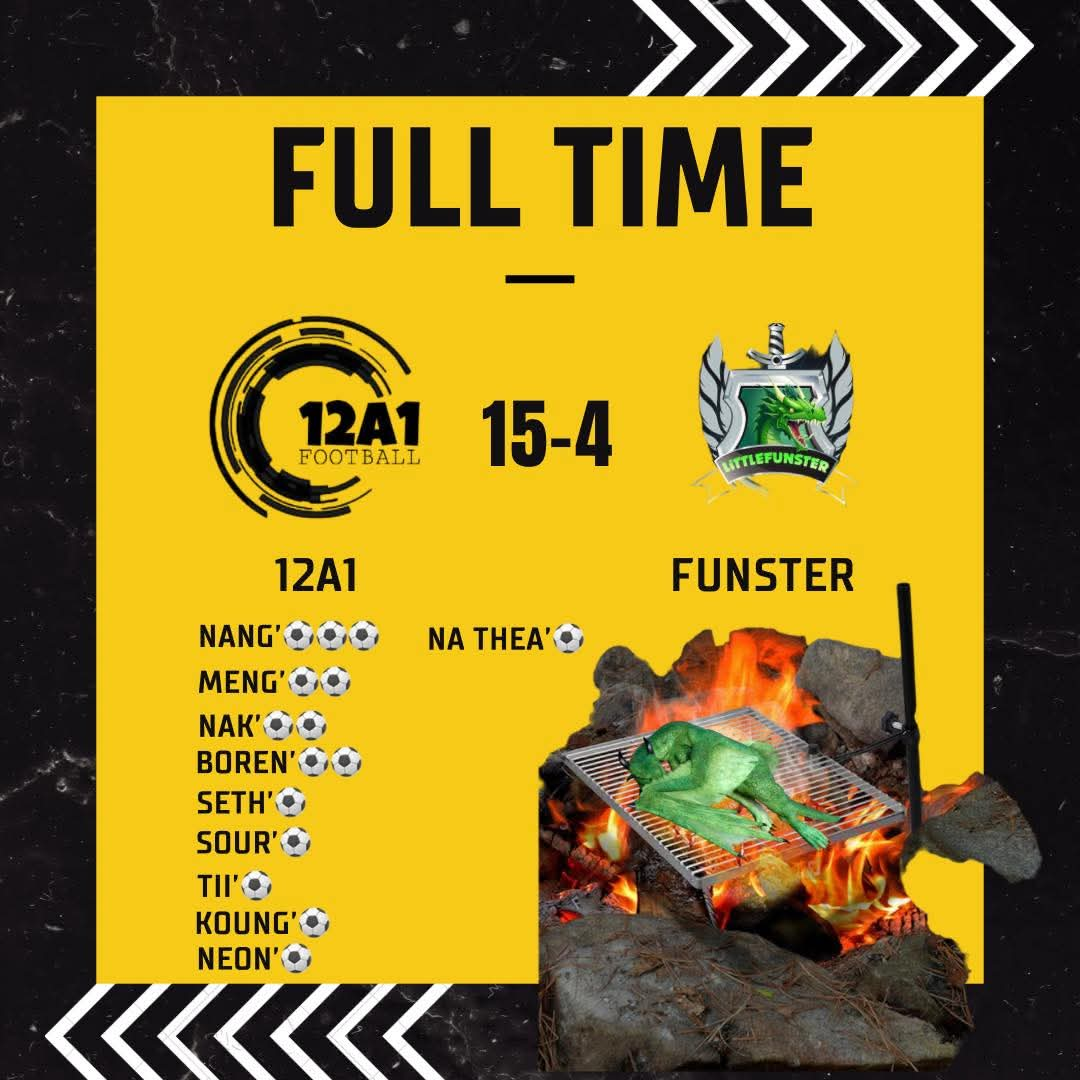 FULL TIME
12A1
FOOTBALL
15-4
LITTLEFUNSTER
12A1
FUNSTER
NANG'⚽⚽⚽
NA THEA'⚽
MENG'⚽⚽
NAK'⚽⚽
BOREN'⚽⚽
SETH'⚽
SOUR'⚽
TII'⚽
KOUNG'⚽
NEON'⚽